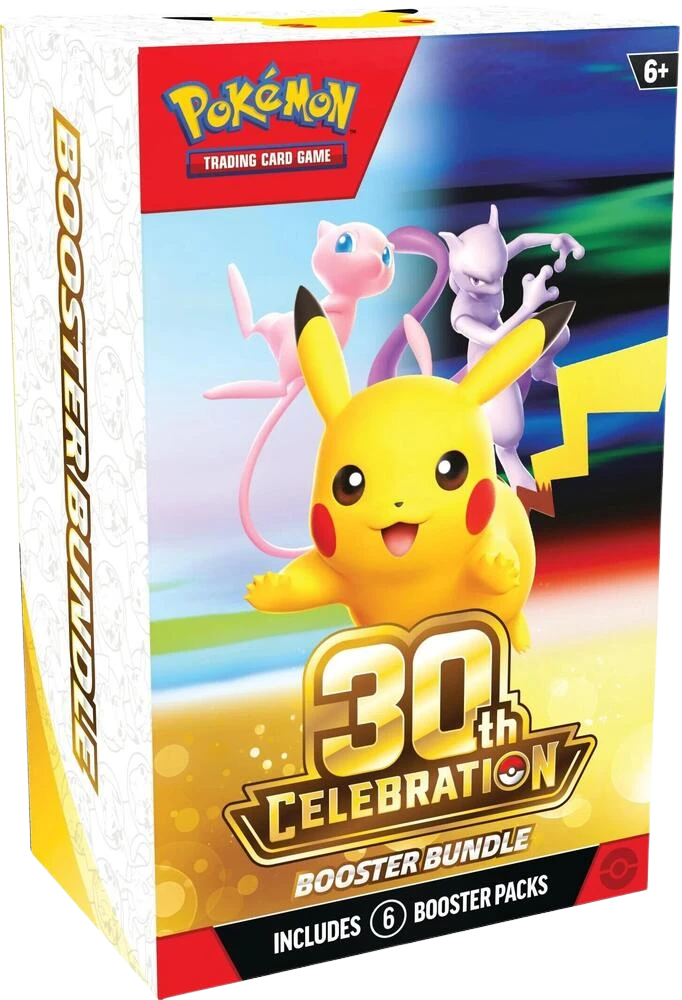 POKéMON
TRADING CARD GAME
6+
BOOSTER BUNDLE
30th
CELEBRATION
BOOSTER BUNDLE
INCLUDES 6 BOOSTER PACKS